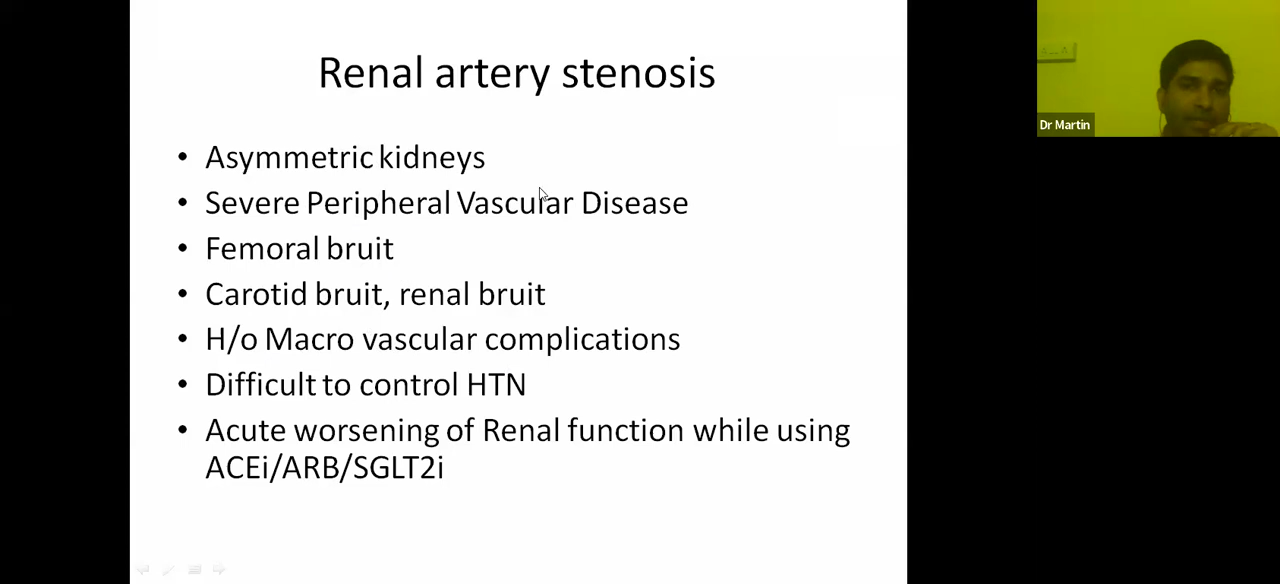 Renal artery stenosis
• Asymmetric kidneys
• Severe Peripheral Vascular Disease
• Femoral bruit
• Carotid bruit, renal bruit
• H/o Macro vascular complications
• Difficult to control HTN
• Acute worsening of Renal function while using
ACEi/ARB/SGLT2i
Dr Martin